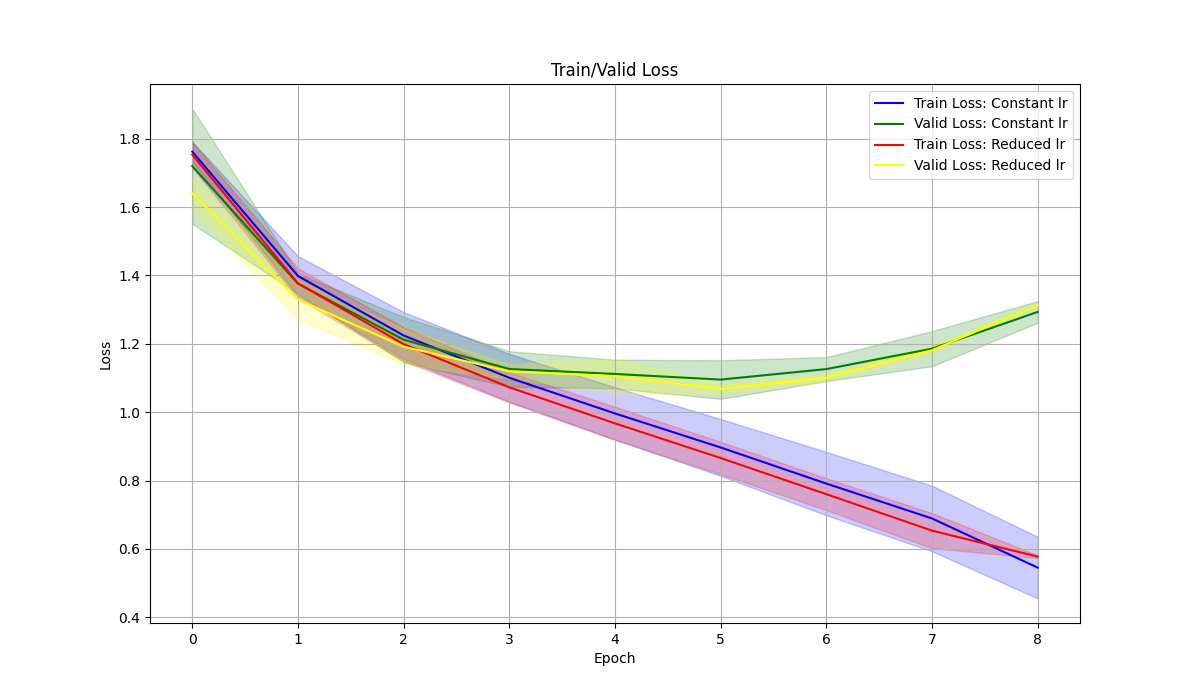 Train/Valid Loss
Train Loss: Constant lr
Valid Loss: Constant lr
Train Loss: Reduced lr
Valid Loss: Reduced lr
Loss
1.8
1.6
1.4
1.2
1.0
0.8
0.6
0.4
0 1 2 3 4 5 6 7 8
Epoch